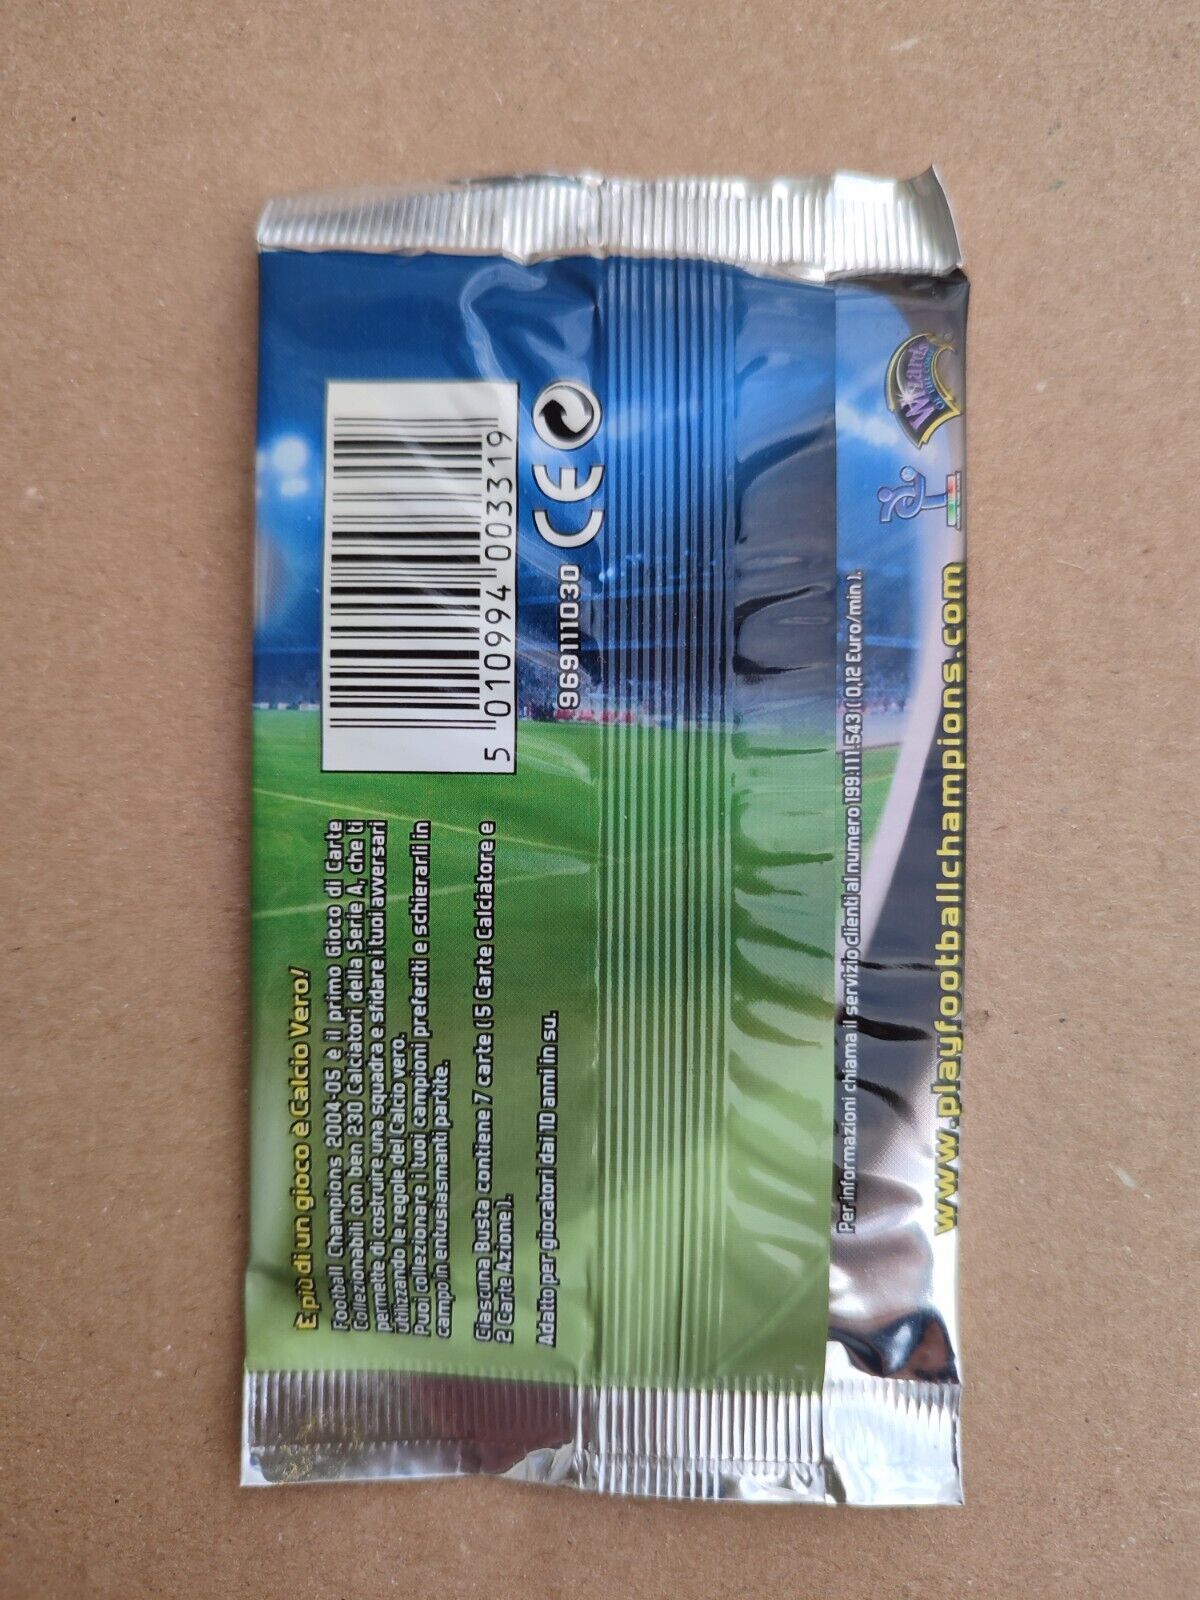 È più di un gioco è Calcio Vero!
Football Champions 2004-05 è il primo Gioco di Carte
Collezionabili con ben 230 Calciatori della Serie A, che ti
permette di costruire una squadra e sfidare i tuoi avversari
utilizzando le regole del Calcio vero.
Puoi collezionare i tuoi campioni preferiti e schierarli in
campo in entusiasmanti partite.
Ciascuna Busta contiene 7 carte (5 Carte Calciatore e
2 Carte Azione).
Adatto per giocatori dai 10 anni in su.
5 010994 003319
969111030 CE
Per informazioni chiama il servizio clienti al numero 199.111.543 (0,12 Euro/min).
www.playfootballchampions.com
Wizards
OF THE COAST